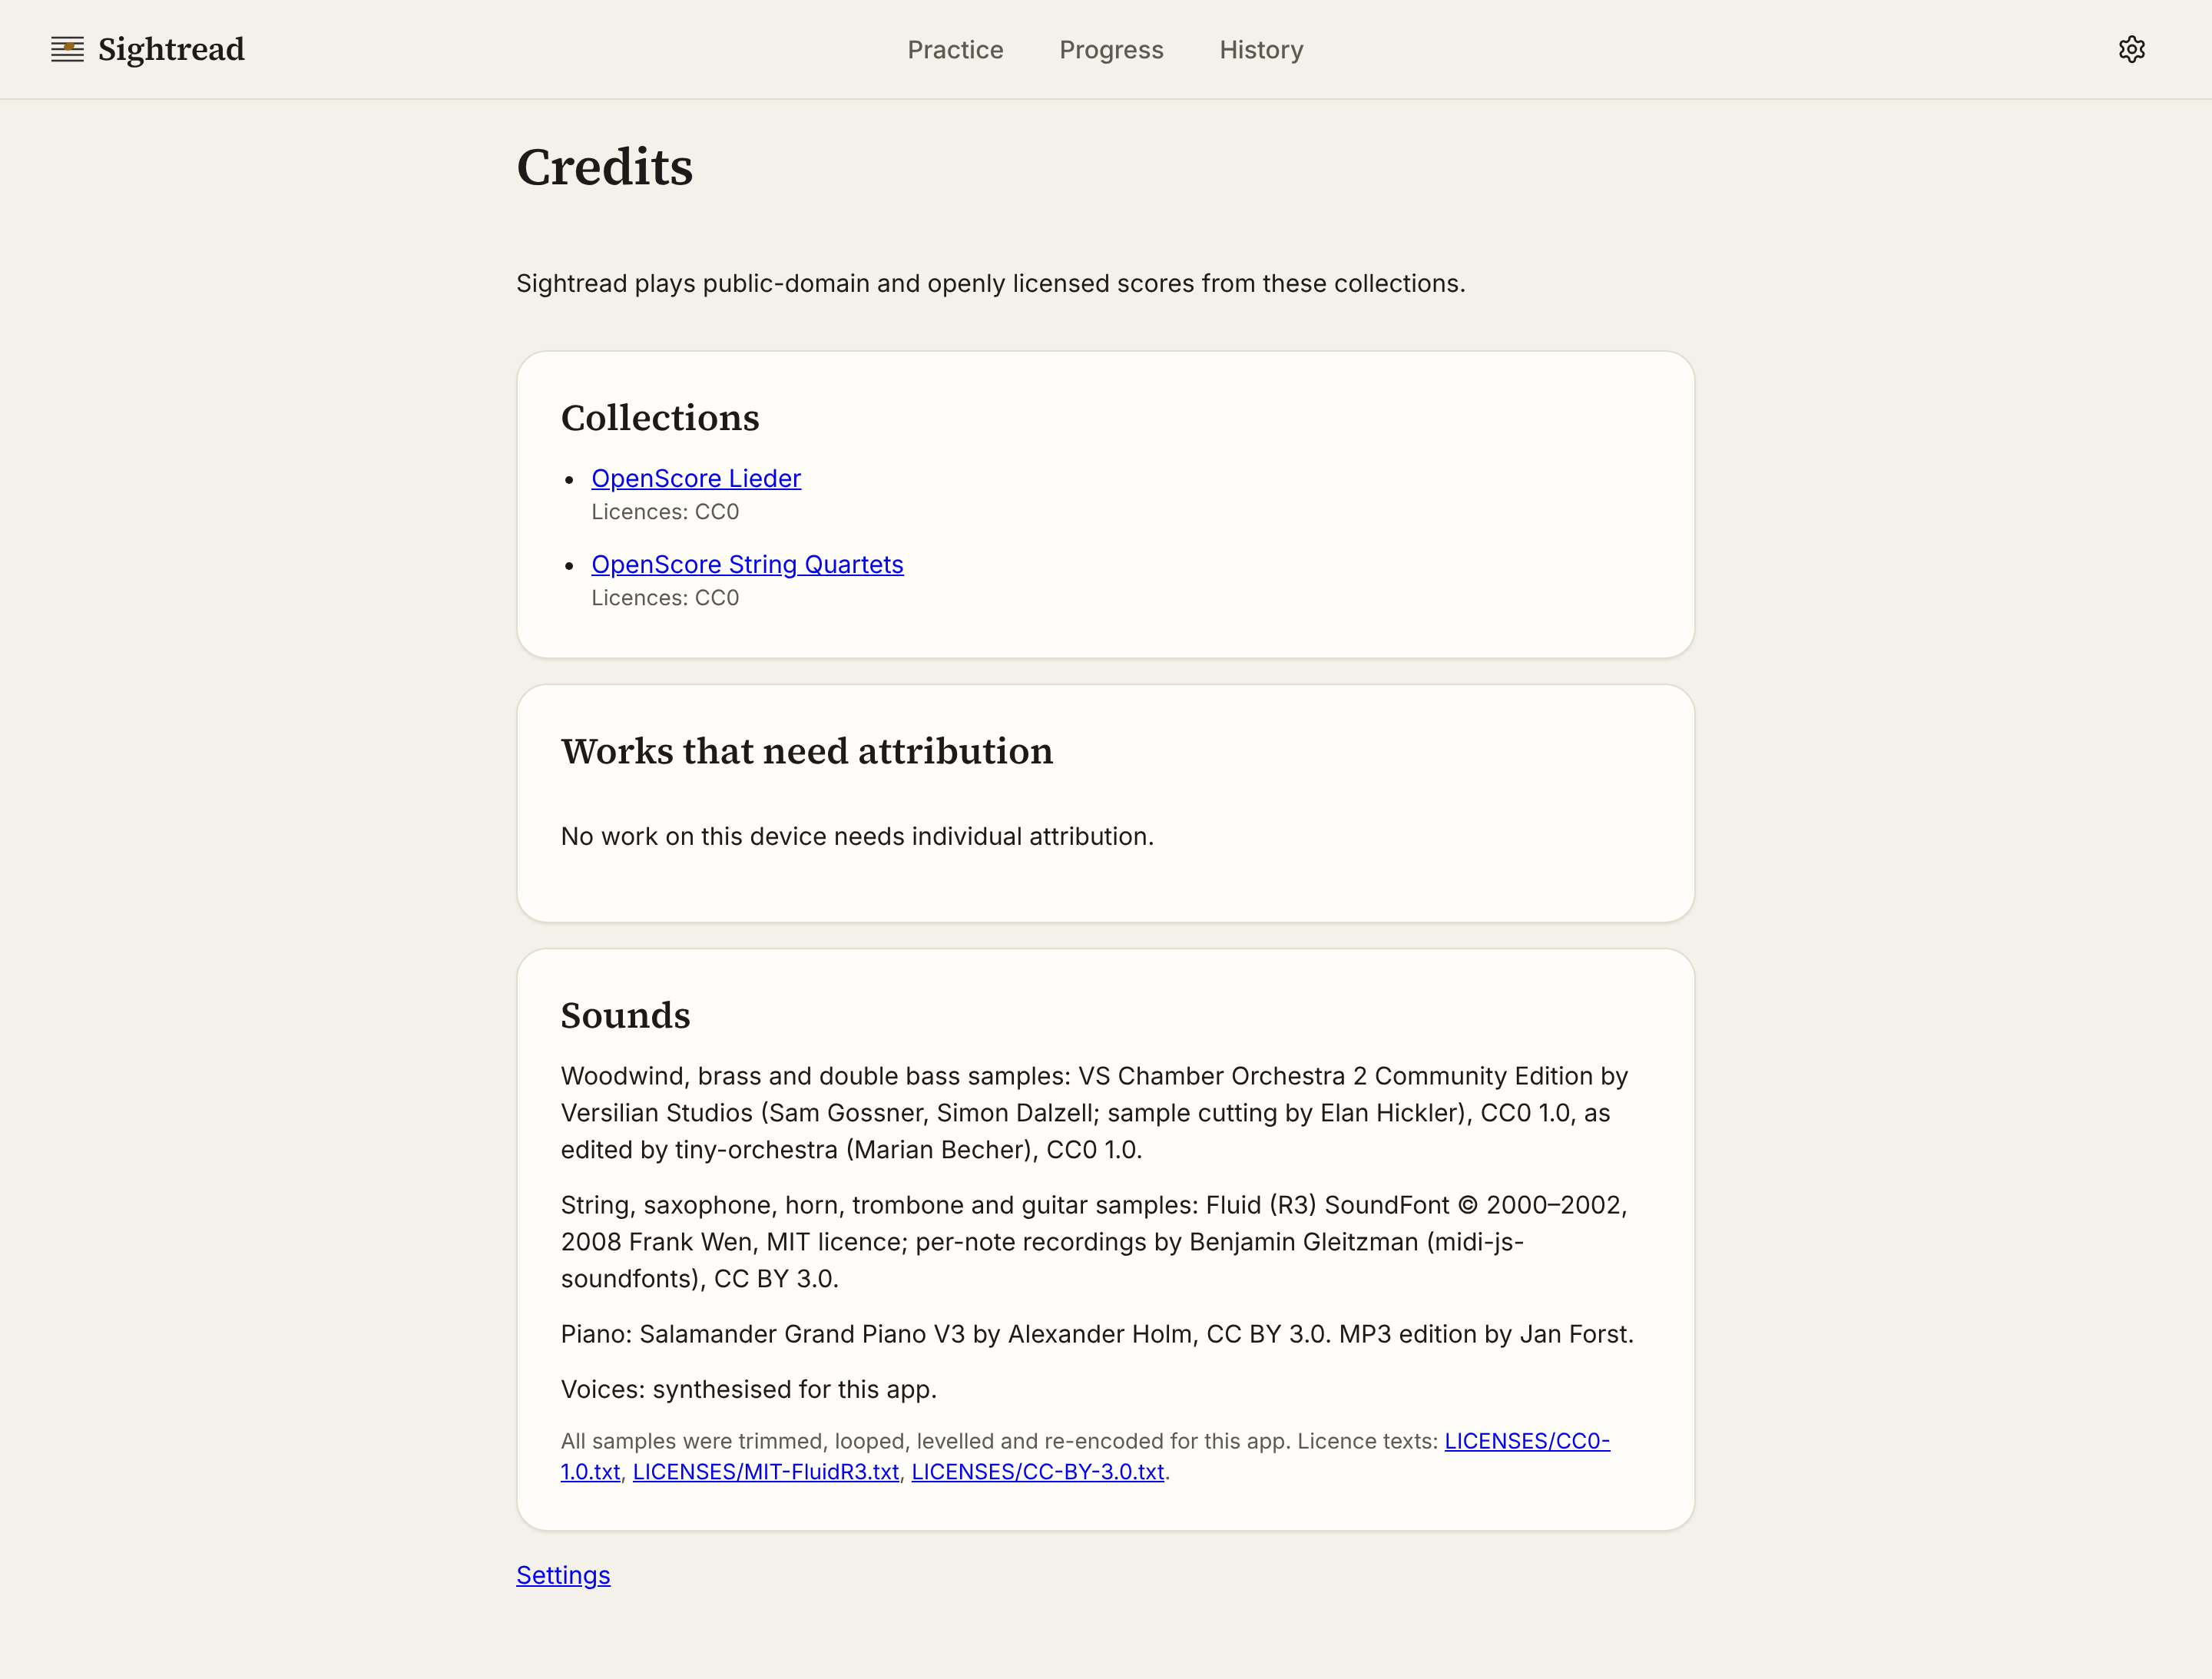 Sightread
Practice
Progress
History
Credits
Sightread plays public-domain and openly licensed scores from these collections.
Collections
• OpenScore Lieder
Licences: CC0
• OpenScore String Quartets
Licences: CC0
Works that need attribution
No work on this device needs individual attribution.
Sounds
Woodwind, brass and double bass samples: VS Chamber Orchestra 2 Community Edition by
Versilian Studios (Sam Gossner, Simon Dalzell; sample cutting by Elan Hickler), CC0 1.0, as
edited by tiny-orchestra (Marian Becher), CC0 1.0.
String, saxophone, horn, trombone and guitar samples: Fluid (R3) SoundFont © 2000–2002,
2008 Frank Wen, MIT licence; per-note recordings by Benjamin Gleitzman (midi-js-
soundfonts), CC BY 3.0.
Piano: Salamander Grand Piano V3 by Alexander Holm, CC BY 3.0. MP3 edition by Jan Forst.
Voices: synthesised for this app.
All samples were trimmed, looped, levelled and re-encoded for this app. Licence texts: LICENSES/CC0-
1.0.txt, LICENSES/MIT-FluidR3.txt, LICENSES/CC-BY-3.0.txt.
Settings